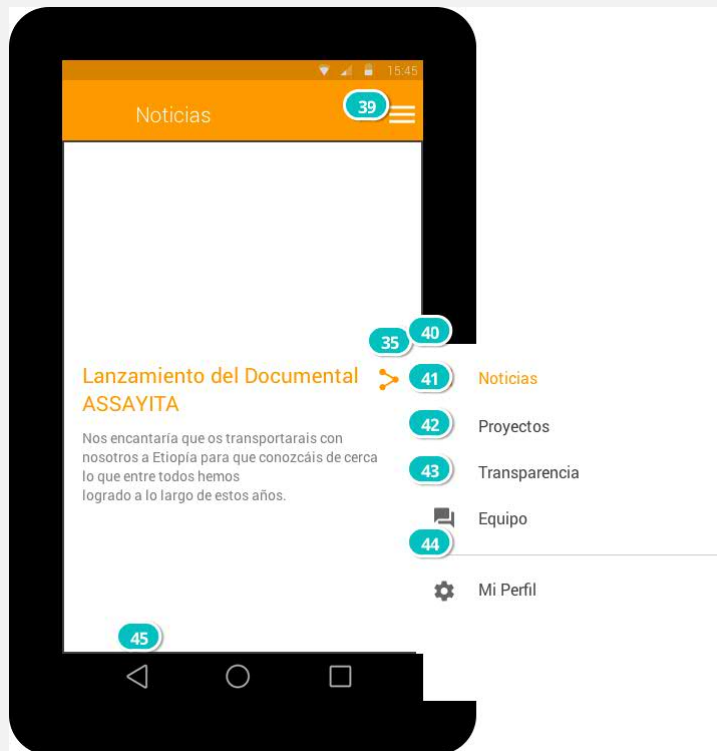 15:45
Noticias
39
35
40
Lanzamiento del Documental
ASSAYITA
41
Noticias
42
Proyectos
Nos encantaría que os transportarais con
nosotros a Etiopía para que conozcáis de cerca
lo que entre todos hemos
logrado a lo largo de estos años.
43
Transparencia
Equipo
44
Mi Perfil
45